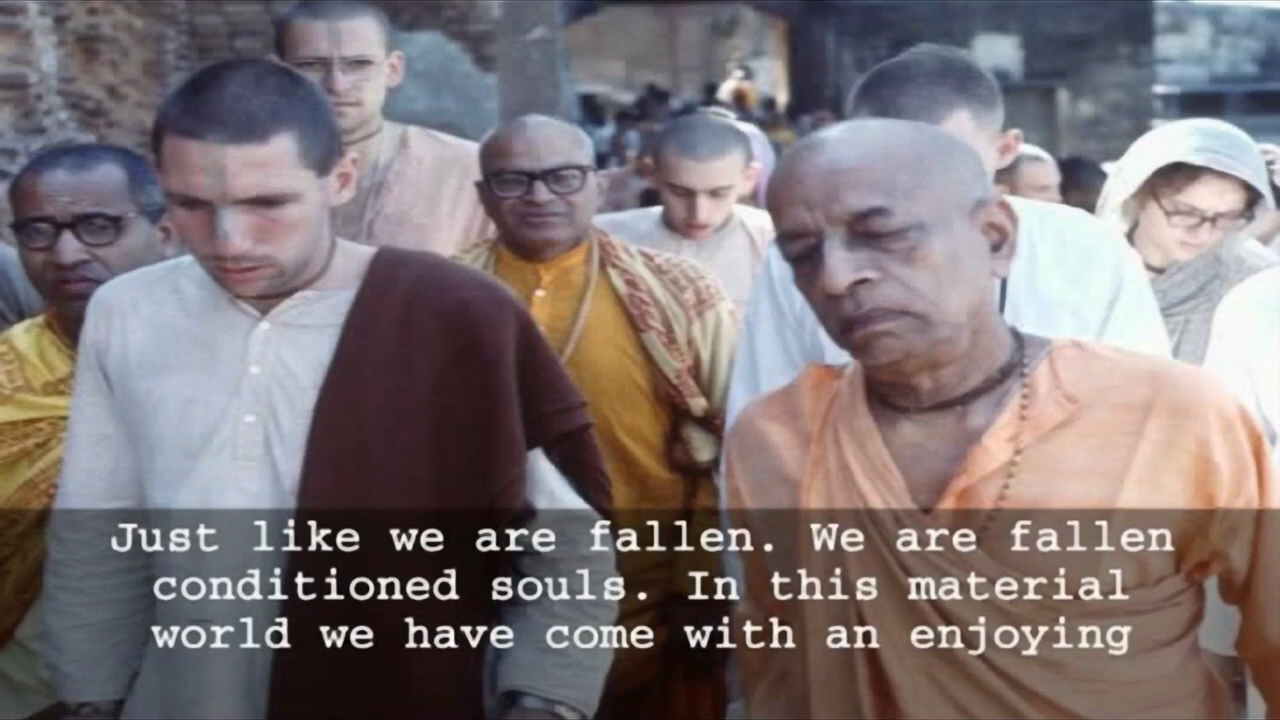 Just like we are fallen. We are fallen
conditioned souls. In this material
world we have come with an enjoying